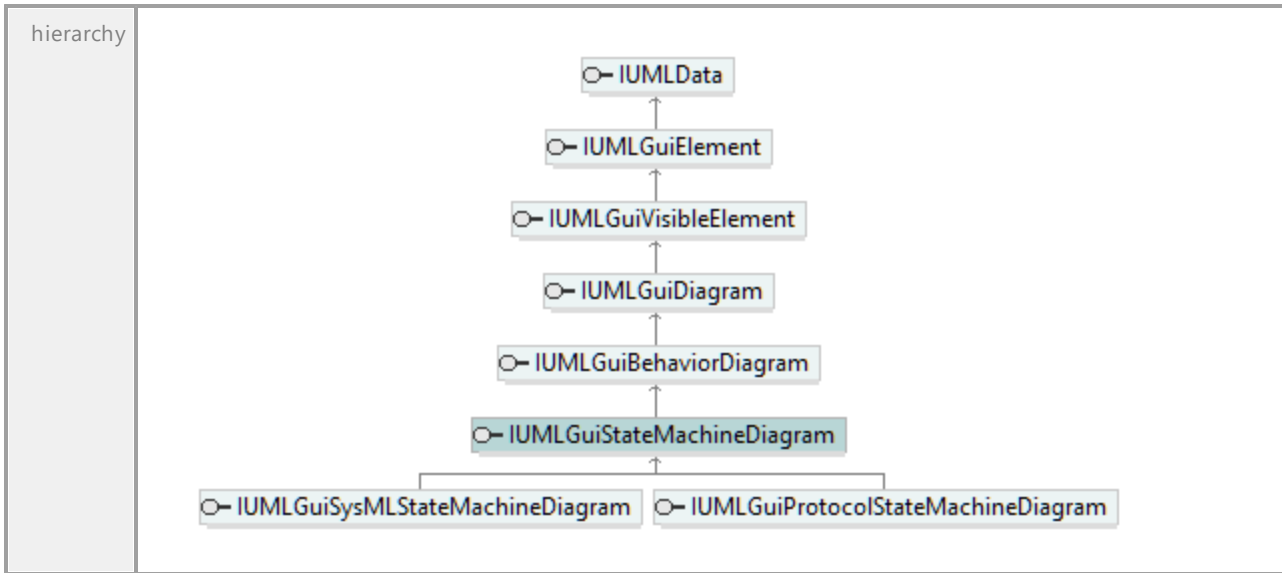 hierarchy
IUMLData
IUMLGuiElement
IUMLGuiVisibleElement
IUMLGuiDiagram
IUMLGuiBehaviorDiagram
IUMLGuiStateMachineDiagram
IUMLGuiSysMLStateMachineDiagram IUMLGuiProtocolStateMachineDiagram